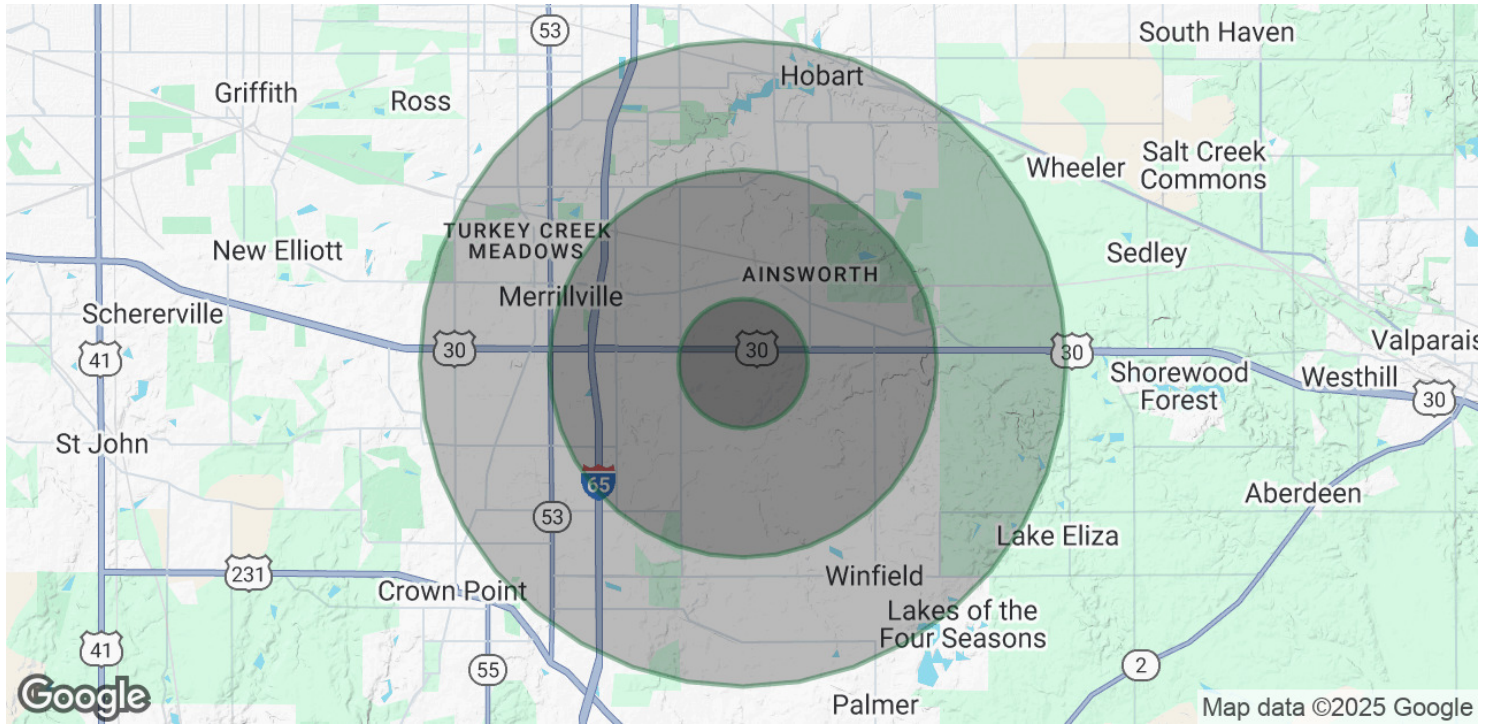 53
South Haven
Hobart
Griffith
Ross
Wheeler
Salt Creek
Commons
TURKEY CREEK
MEADOWS
New Elliott
Sedley
AINSWORTH
Merrillville
Schererville
41
30
30
30
Valparais
Shorewood
Forest
Westhill
30
St John
65
Aberdeen
53
Lake Eliza
231
Crown Point
Winfield
Lakes of the
Four Seasons
41
55
2
Palmer
Google
Map data ©2025 Google